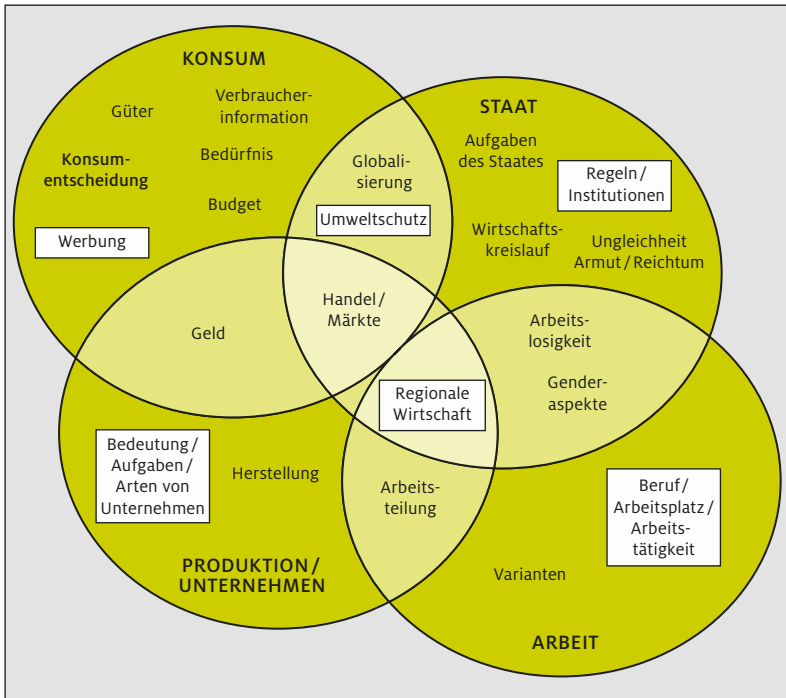 KONSUM
Güter
Verbraucher-
information
Konsum-
entscheidung
Bedürfnis
Budget
Werbung
Globali-
sierung
Umweltschutz
STAAT
Aufgaben
des Staates
Regeln /
Institutionen
Wirtschafts-
kreislauf
Ungleichheit
Armut / Reichtum
Geld
Handel /
Märkte
Arbeits-
losigkeit
Gender-
aspekte
Regionale
Wirtschaft
Bedeutung /
Aufgaben /
Arten von
Unternehmen
Herstellung
Arbeits-
teilung
PRODUKTION /
UNTERNEHMEN
Beruf /
Arbeitsplatz /
Arbeits-
tätigkeit
Varianten
ARBEIT